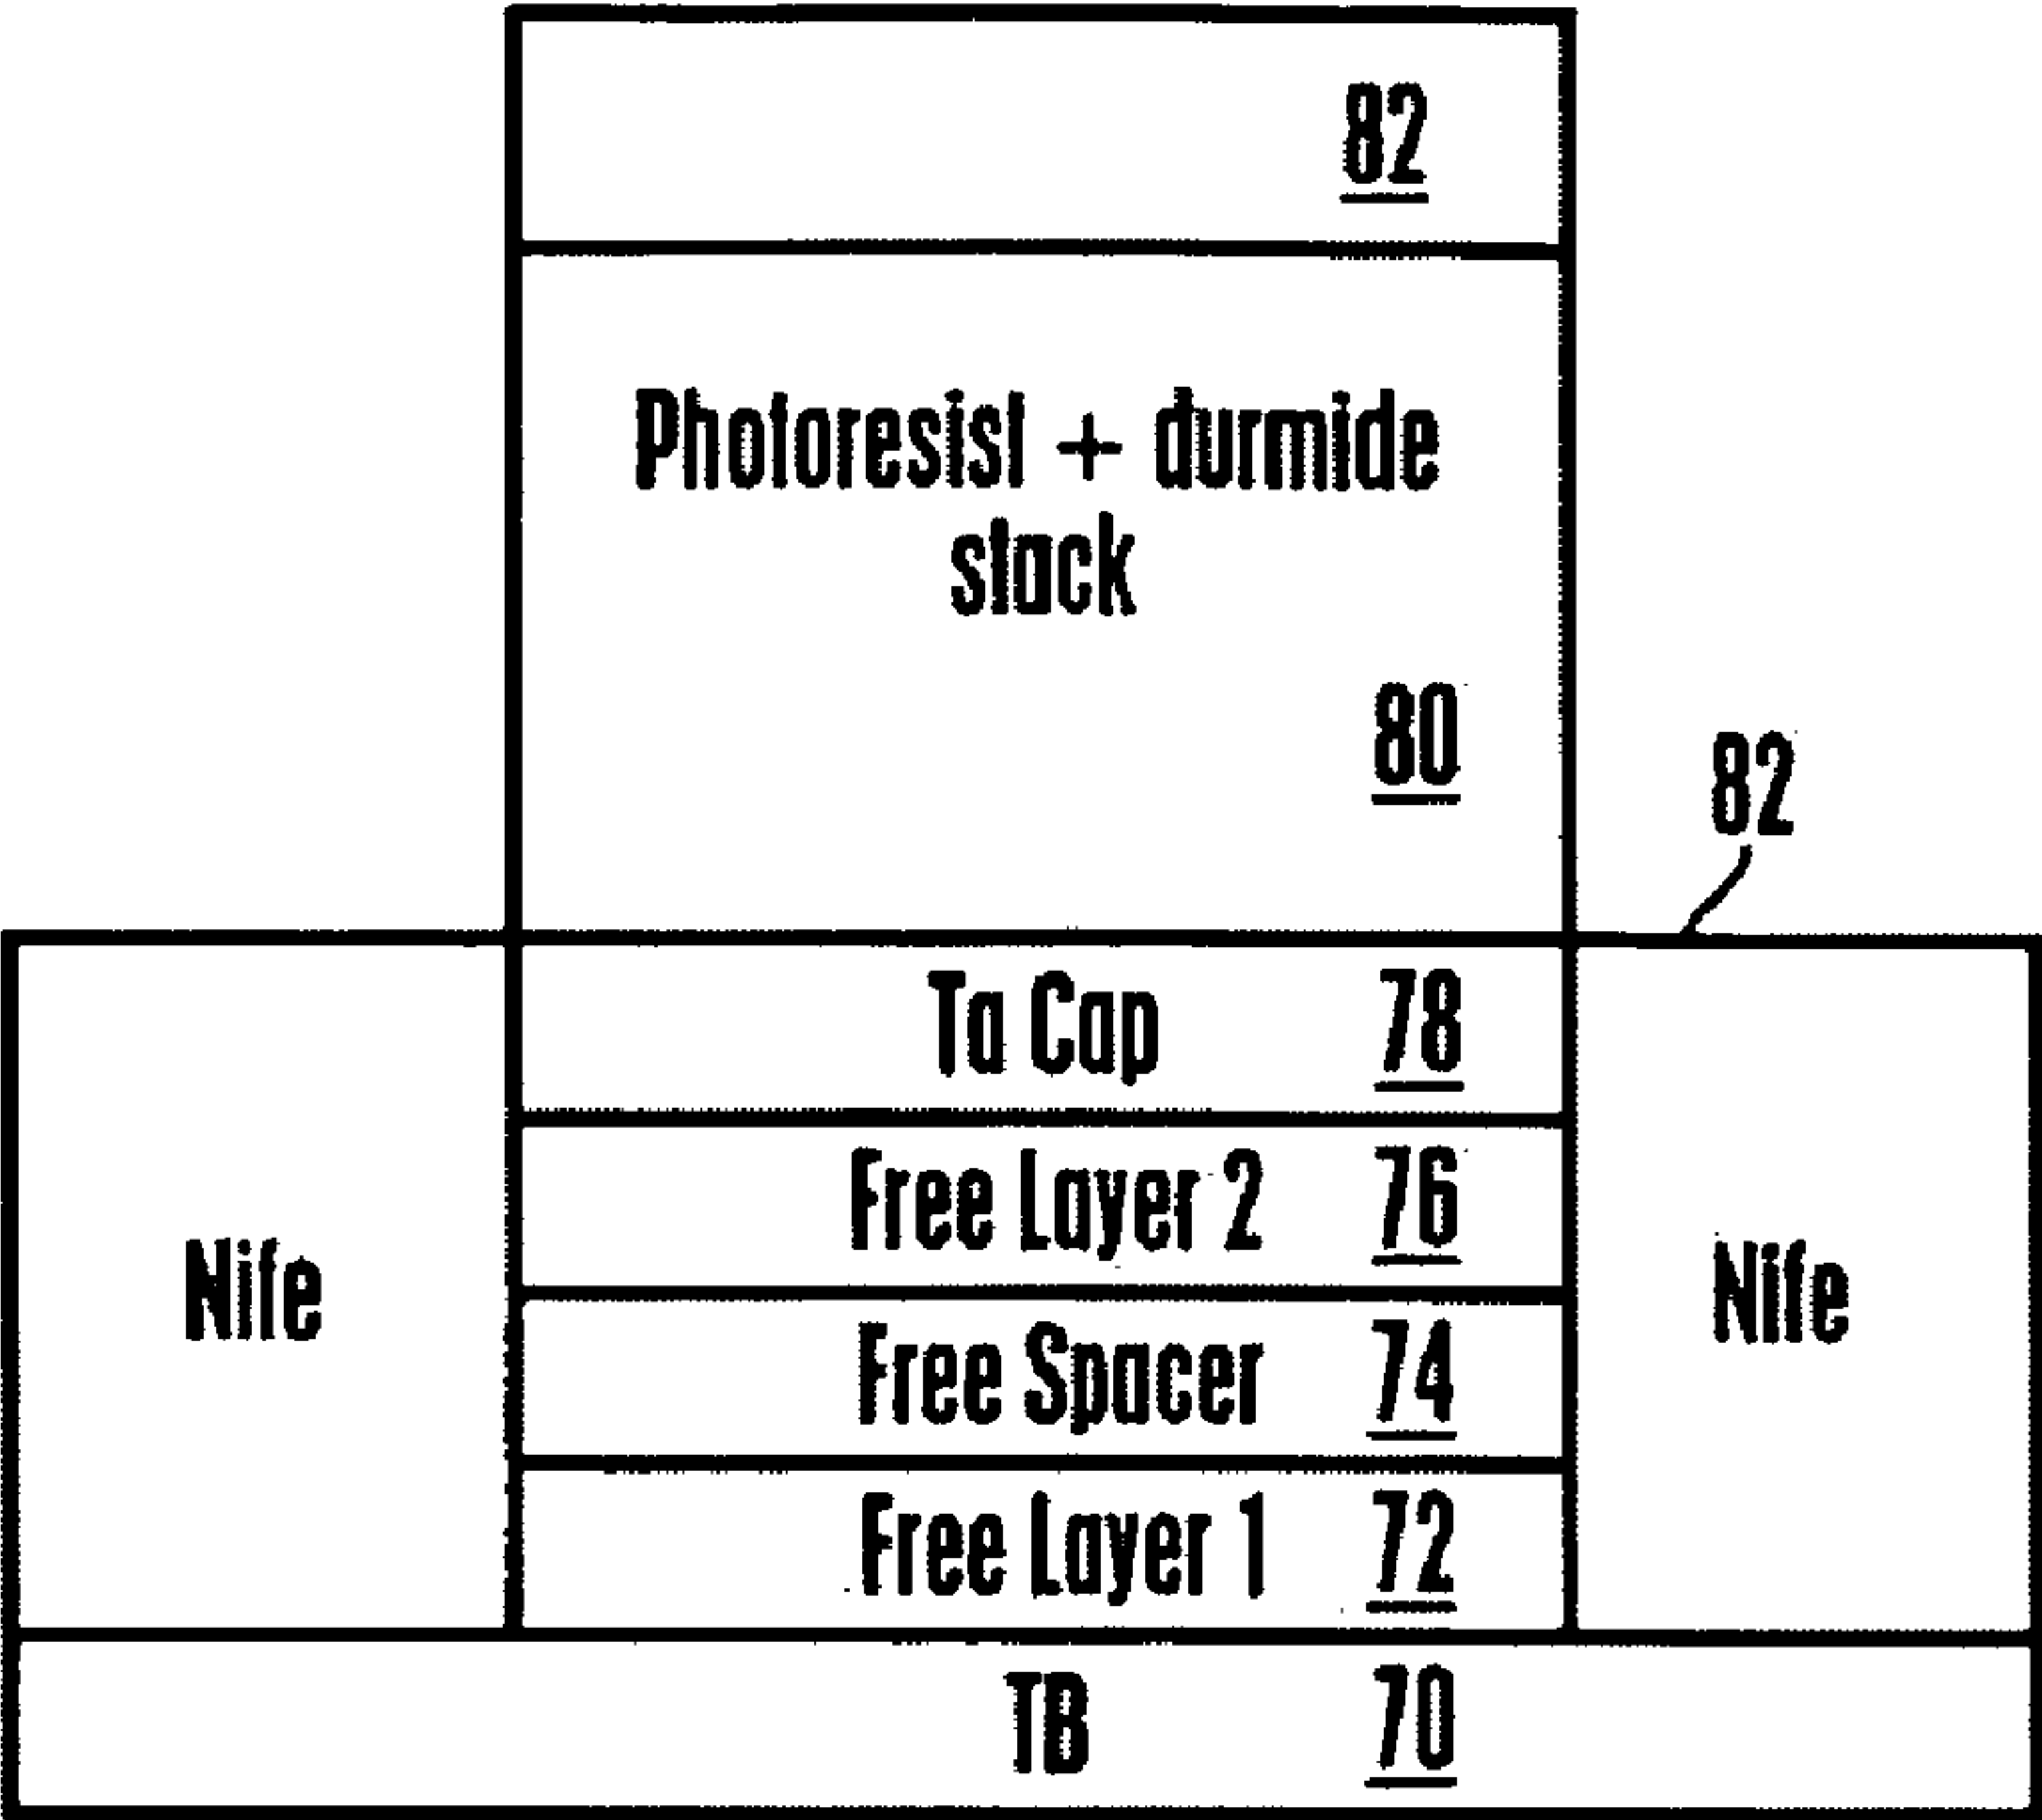 82
Photoresist + durmide
stack
80
82
Ta Cap 78
Free Layer 2 76
Nife
Nife
Free Spacer 74
Free Layer 1 72
TB 70